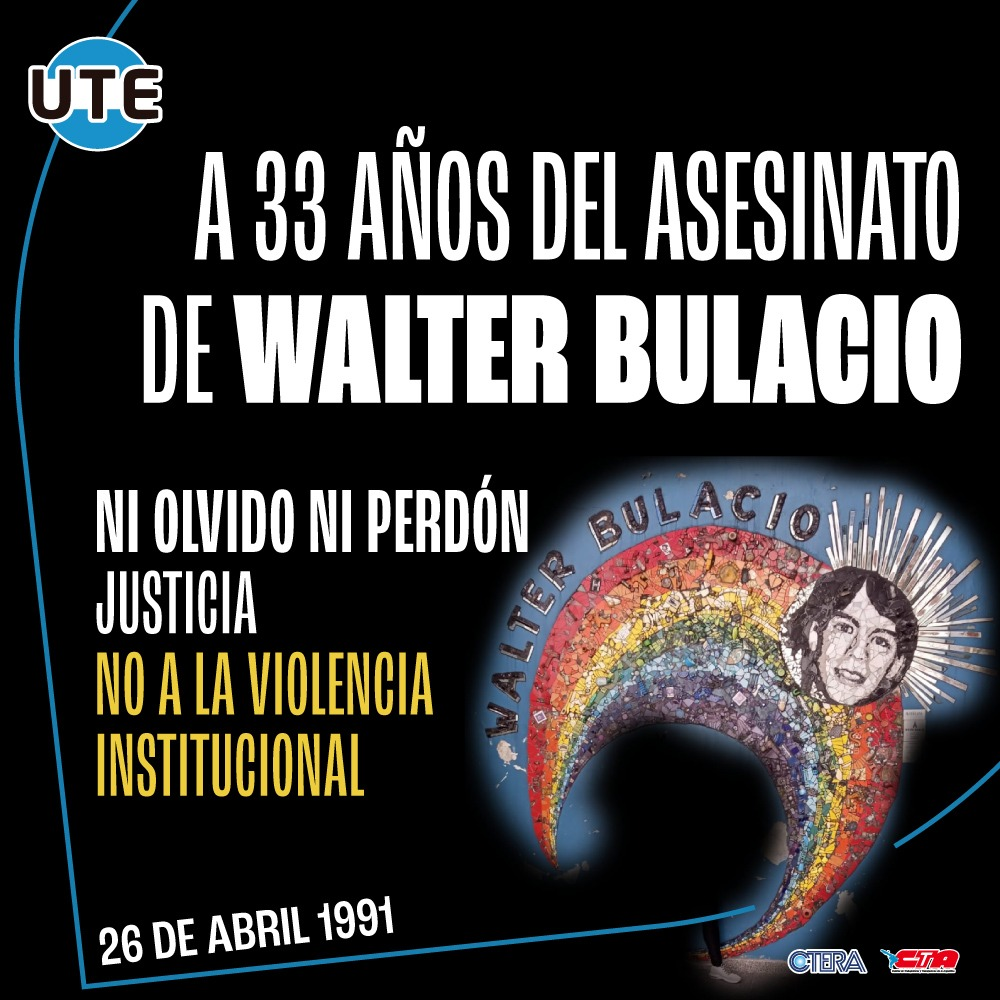 UTE
A 33 AÑOS DEL ASESINATO
DE WALTER BULACIO
NI OLVIDO NI PERDÓN
JUSTICIA
NO A LA VIOLENCIA
INSTITUCIONAL
WALTER BULACIO
26 DE ABRIL 1991
CTERA
CTA